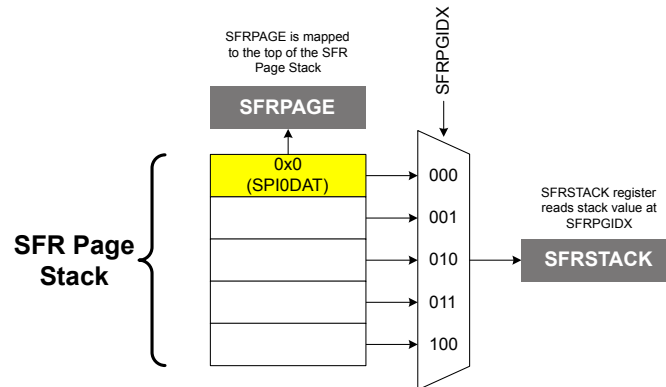 SFRPAGE is mapped
to the top of the SFR
Page Stack
SFRPGIDX
SFRPAGE
0x0
(SPI0DAT)
000
001
010
011
100
SFR Page
Stack
SFRSTACK register
reads stack value at
SFRPGIDX
SFRSTACK